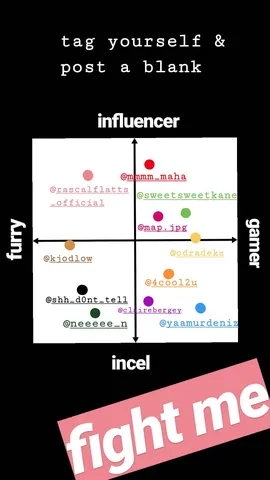 tag yourself &
post a blank
influencer
@mmmm_maha
@rascalflatts
_official
@sweetsweetkane
@map.jpg
furry
gamer
@odradekz
@kjodlow
@4cool2u
@shh_d0nt_tell
@clairebergey
@neeeee_n
@yaamurdeniz
incel
fight me